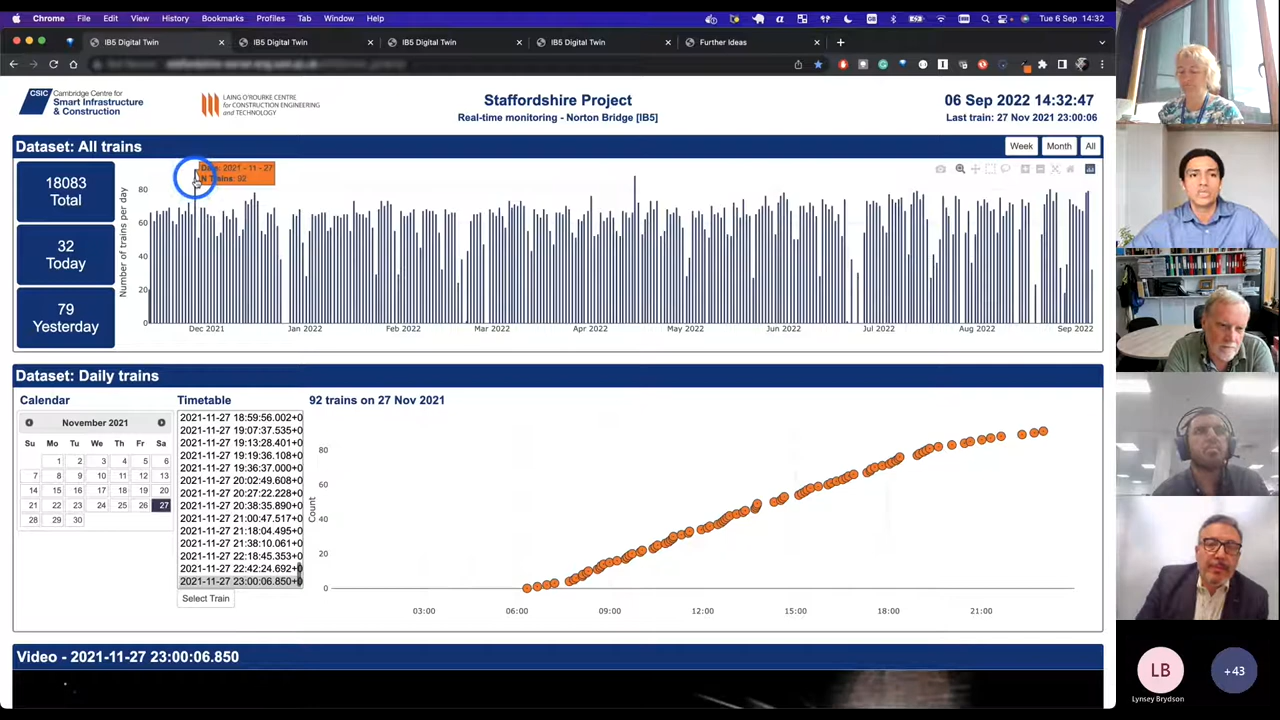 Chrome File Edit View History Bookmarks Profiles Tab Window Help Tue 6 Sep 14:32
IB5 Digital Twin IB5 Digital Twin IB5 Digital Twin IB5 Digital Twin Further Ideas
CSIC Cambridge Centre for
Smart Infrastructure
& Construction
LAING O'ROURKE CENTRE
for CONSTRUCTION ENGINEERING
and TECHNOLOGY
Staffordshire Project
Real-time monitoring - Norton Bridge [IB5]
06 Sep 2022 14:32:47
Last train: 27 Nov 2021 23:00:06
Dataset: All trains
Week Month All
18083
Total
32
Today
79
Yesterday
Number of trains per day
80
60
40
20
0
Date: 2021 - 11 - 27
N Trains: 92
Dec 2021 Jan 2022 Feb 2022 Mar 2022 Apr 2022 May 2022 Jun 2022 Jul 2022 Aug 2022 Sep 2022
Dataset: Daily trains
Calendar
November 2021
Su Mo Tu We Th Fr Sa
1 2 3 4 5 6
7 8 9 10 11 12 13
14 15 16 17 18 19 20
21 22 23 24 25 26 27
28 29 30
Timetable
2021-11-27 18:59:56.002+0
2021-11-27 19:07:37.535+0
2021-11-27 19:13:28.401+0
2021-11-27 19:19:36.108+0
2021-11-27 19:36:37.000+0
2021-11-27 20:02:49.608+0
2021-11-27 20:27:22.228+0
2021-11-27 20:38:35.890+0
2021-11-27 21:00:47.517+0
2021-11-27 21:18:04.495+0
2021-11-27 21:38:10.061+0
2021-11-27 22:18:45.353+0
2021-11-27 22:42:24.692+0
2021-11-27 23:00:06.850+0
Select Train
92 trains on 27 Nov 2021
Count
80
60
40
20
0
03:00 06:00 09:00 12:00 15:00 18:00 21:00
Video - 2021-11-27 23:00:06.850
LB
Lynsey Brydson
+43